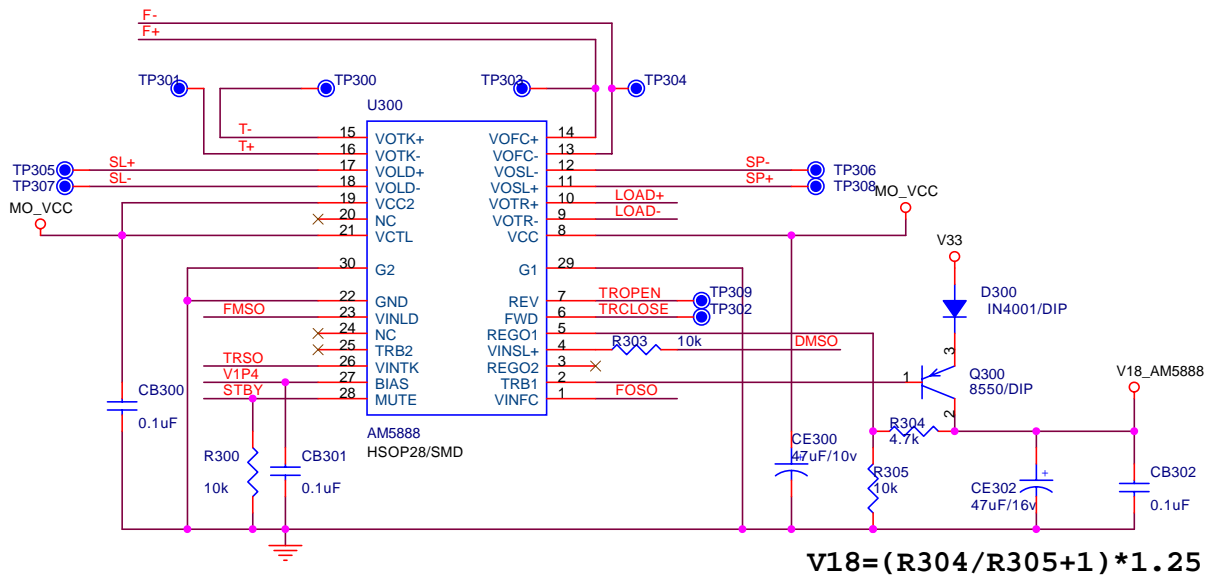 F-
F+
TP301
TP300
TP303
TP304
U300
T-
15
VOTK+
VOFC+
14
T+
16
VOTK-
VOFC-
13
TP305
SL+
17
VOLD+
VOSL-
12
SP-
TP306
TP307
SL-
18
VOLD-
VOSL+
11
SP+
TP308
19
VCC2
VOTR+
10
LOAD+
MO_VCC
20
NC
VOTR-
9
LOAD-
MO_VCC
21
VCTL
VCC
8
V33
30
G2
G1
29
D300
IN4001/DIP
22
GND
REV
7
TROPEN
TP309
FMSO
23
VINLD
FWD
6
TRCLOSE
TP302
24
NC
REGO1
5
R303
10k
25
TRB2
VINSL+
4
DMSO
3
TRSO
26
VINTK
REGO2
3
Q300
8550/DIP
V1P4
27
BIAS
TRB1
2
1
V18_AM5888
STBY
28
MUTE
VINFC
1
FOSO
2
CB300
0.1uF
AM5888
HSOP28/SMD
R304
4.7k
R300
10k
CB301
0.1uF
CE300
+
47uF/10v
R305
10k
CE302
+
47uF/16v
CB302
0.1uF
V18=(R304/R305+1)*1.25